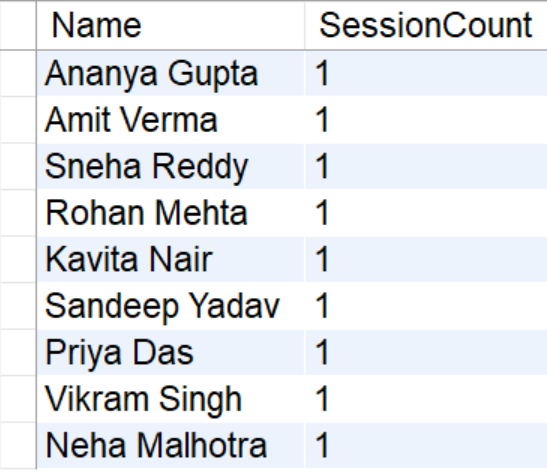 Name SessionCount
Ananya Gupta 1
Amit Verma 1
Sneha Reddy 1
Rohan Mehta 1
Kavita Nair 1
Sandeep Yadav 1
Priya Das 1
Vikram Singh 1
Neha Malhotra 1